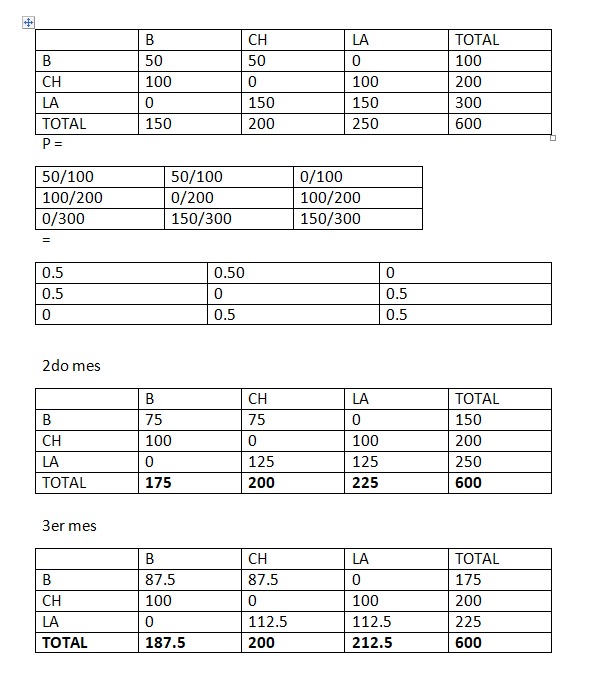 B CH LA TOTAL
B 50 50 0 100
CH 100 0 100 200
LA 0 150 150 300
TOTAL 150 200 250 600
P =
50/100 50/100 0/100
100/200 0/200 100/200
0/300 150/300 150/300
=
0.5 0.50 0
0.5 0 0.5
0 0.5 0.5
2do mes
B CH LA TOTAL
B 75 75 0 150
CH 100 0 100 200
LA 0 125 125 250
TOTAL 175 200 225 600
3er mes
B CH LA TOTAL
B 87.5 87.5 0 175
CH 100 0 100 200
LA 0 112.5 112.5 225
TOTAL 187.5 200 212.5 600